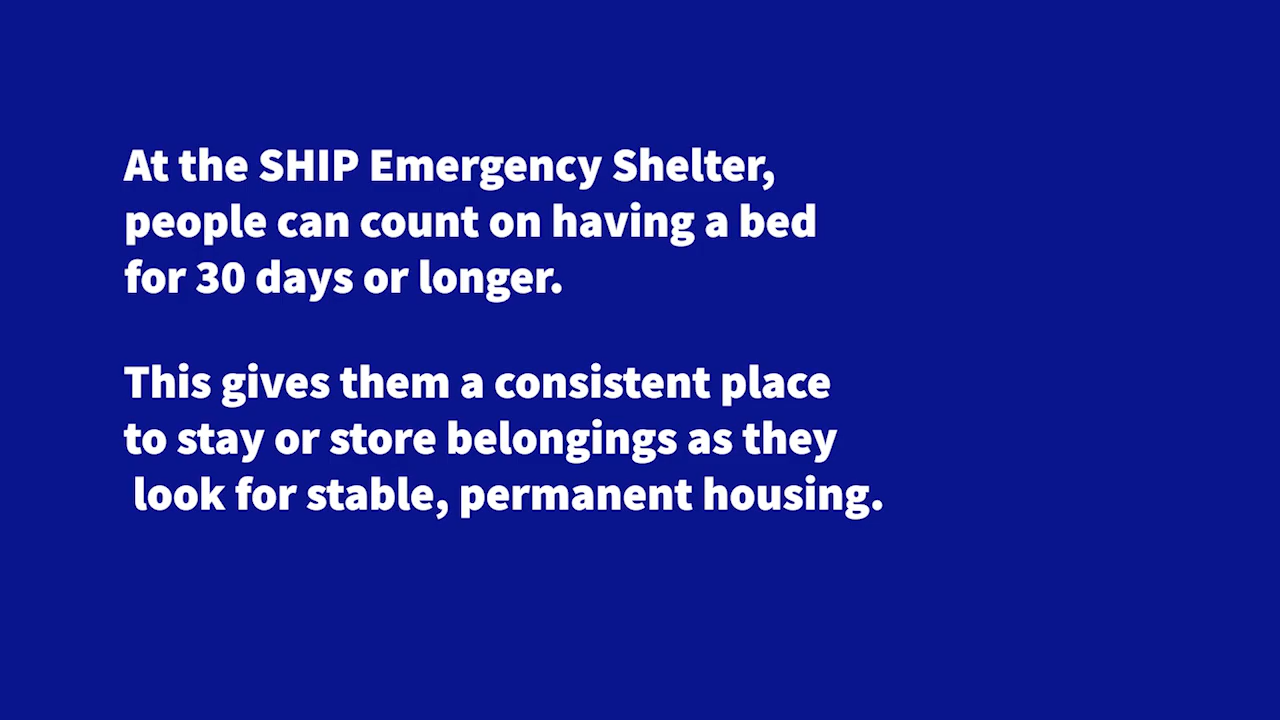 At the SHIP Emergency Shelter,
people can count on having a bed
for 30 days or longer.
This gives them a consistent place
to stay or store belongings as they
look for stable, permanent housing.